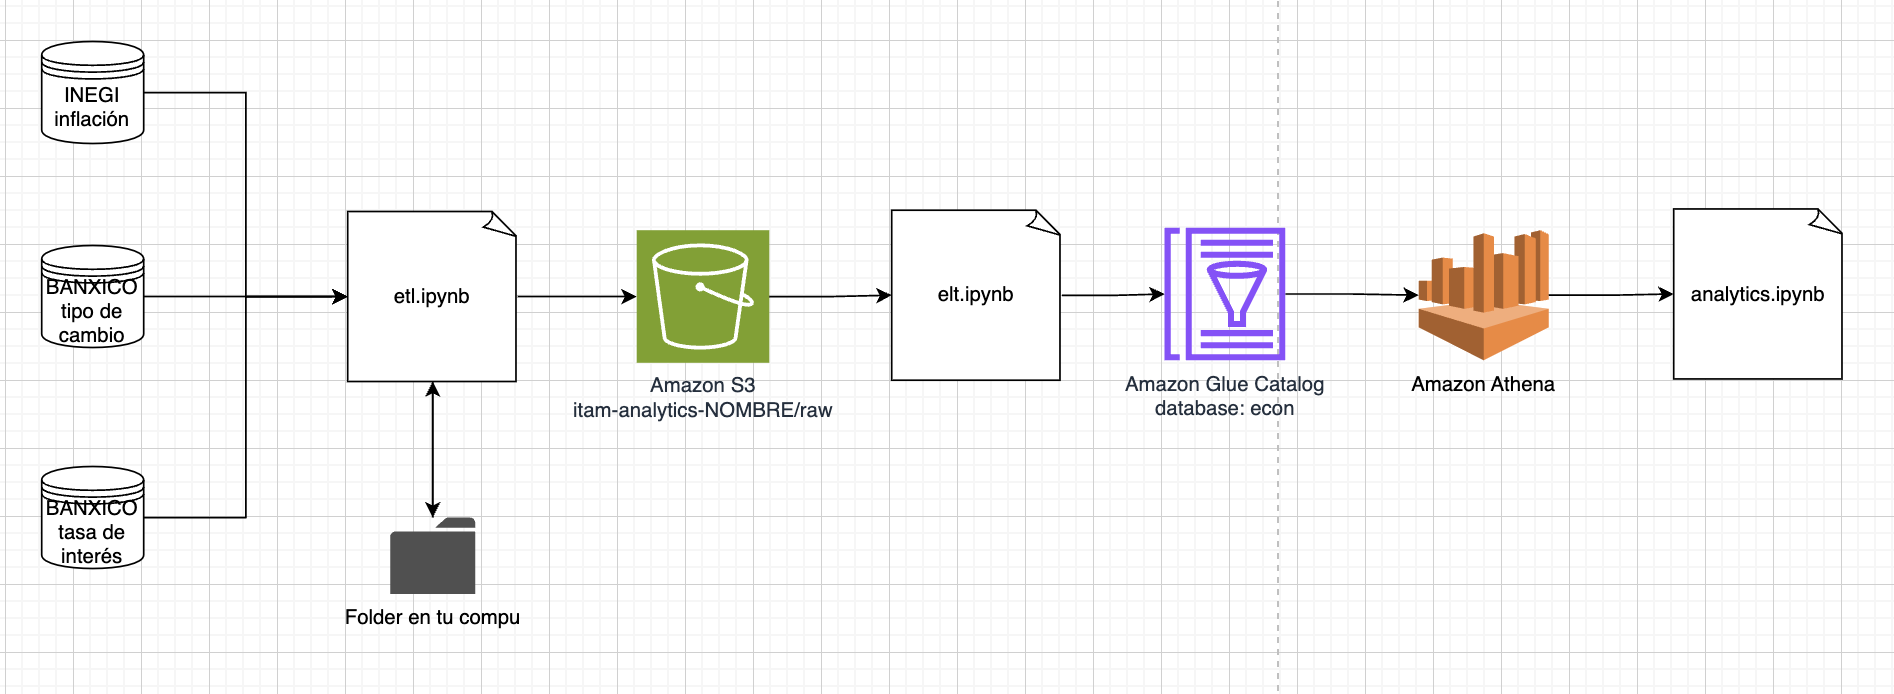 INEGI
inflación
BANXICO
tipo de
cambio
BANXICO
tasa de
interés
etl.ipynb
Folder en tu compu
Amazon S3
itam-analytics-NOMBRE/raw
elt.ipynb
Amazon Glue Catalog
database: econ
Amazon Athena
analytics.ipynb